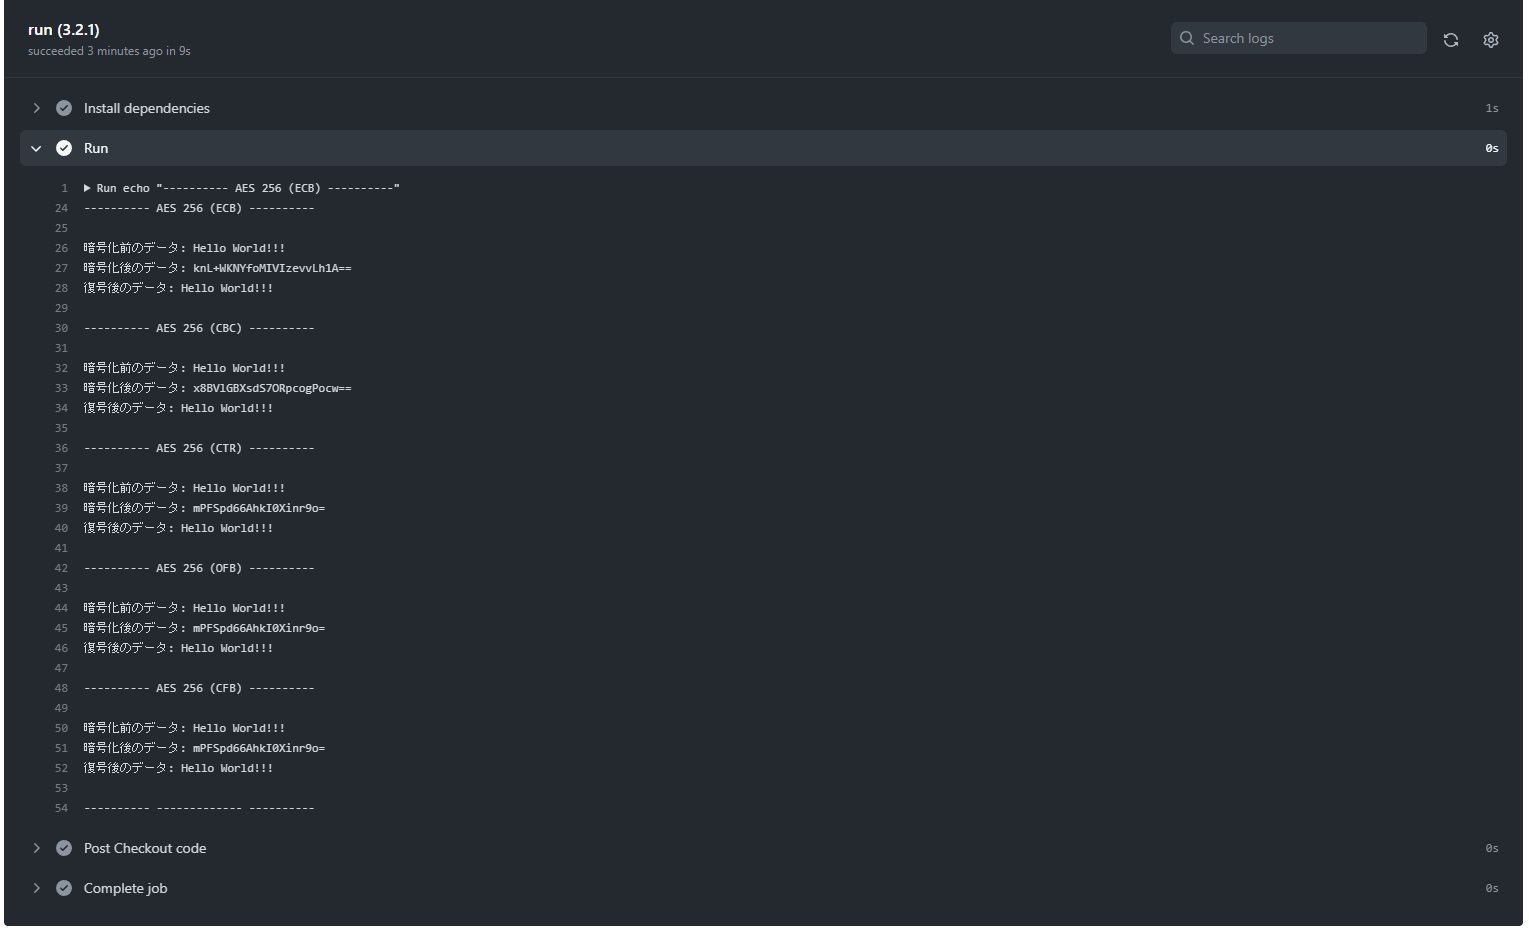 run (3.2.1)
succeeded 3 minutes ago in 9s
Search logs
Install dependencies 1s
Run 0s
1 Run echo "---------- AES 256 (ECB) ----------"
24 ---------- AES 256 (ECB) ----------
25
26 暗号化前のデータ: Hello World!!!
27 暗号化後のデータ: knL+WKNYfoMIVIzevvLh1A==
28 復号後のデータ: Hello World!!!
29
30 ---------- AES 256 (CBC) ----------
31
32 暗号化前のデータ: Hello World!!!
33 暗号化後のデータ: x8BVlGBXsdS7ORpcogPocw==
34 復号後のデータ: Hello World!!!
35
36 ---------- AES 256 (CTR) ----------
37
38 暗号化前のデータ: Hello World!!!
39 暗号化後のデータ: mPFSpd66AhkI0Xinr9o=
40 復号後のデータ: Hello World!!!
41
42 ---------- AES 256 (OFB) ----------
43
44 暗号化前のデータ: Hello World!!!
45 暗号化後のデータ: mPFSpd66AhkI0Xinr9o=
46 復号後のデータ: Hello World!!!
47
48 ---------- AES 256 (CFB) ----------
49
50 暗号化前のデータ: Hello World!!!
51 暗号化後のデータ: mPFSpd66AhkI0Xinr9o=
52 復号後のデータ: Hello World!!!
53
54 ---------- ------------- ----------
Post Checkout code 0s
Complete job 0s